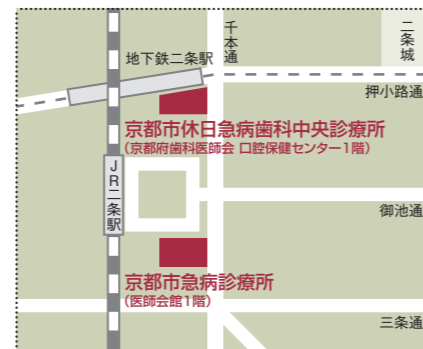 千本通
二条城
地下鉄二条駅
押小路通
京都市休日急病歯科中央診療所
(京都府歯科医師会 口腔保健センター1階)
JR二条駅
御池通
京都市急病診療所
(医師会館1階)
三条通